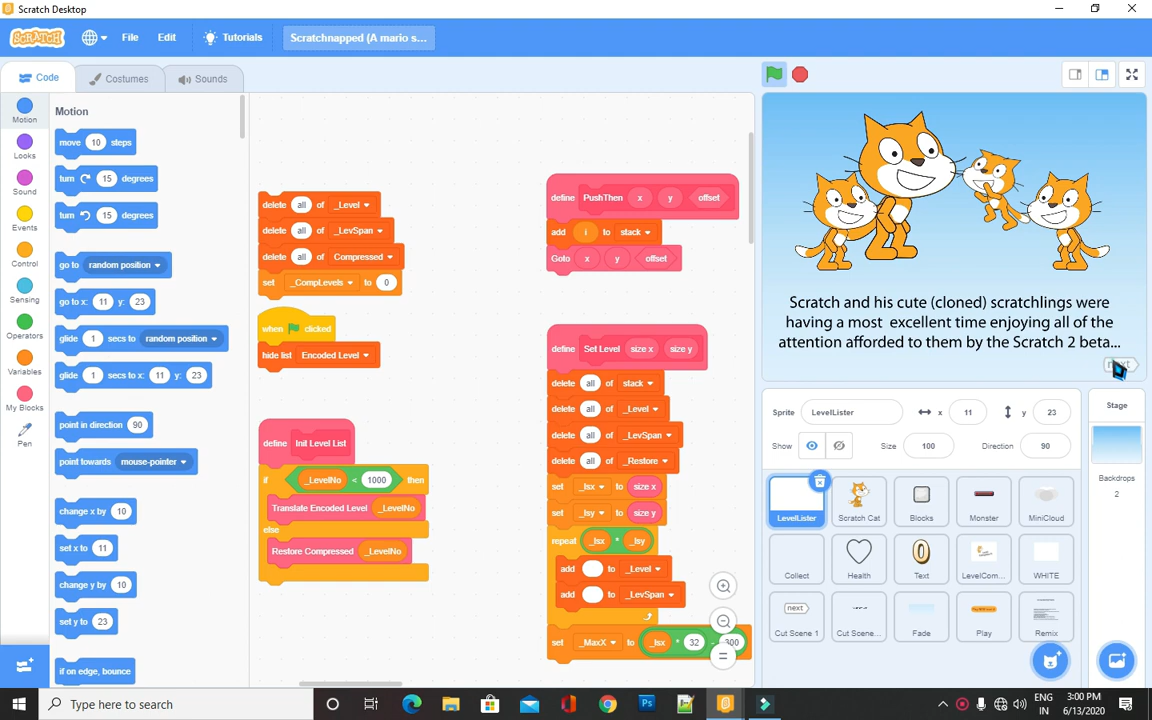 Scratch Desktop
SCRATCH File Edit Tutorials Scratchnapped (A mario s...
Code Costumes Sounds
Motion
Looks
Sound
Events
Control
Sensing
Operators
Variables
My Blocks
Pen
Motion
move 10 steps
turn 15 degrees
turn 15 degrees
go to random position
go to x: 11 y: 23
glide 1 secs to random position
glide 1 secs to x: 11 y: 23
point in direction 90
point towards mouse-pointer
change x by 10
set x to 11
change y by 10
set y to 23
if on edge, bounce
delete all of _Level
delete all of _LevSpan
delete all of Compressed
set _CompLevels to 0
when clicked
hide list Encoded Level
define Init Level List
if _LevelNo < 1000 then
Translate Encoded Level _LevelNo
else
Restore Compressed _LevelNo
define PushThen x y offset
add i to stack
Goto x y offset
define Set Level size x size y
delete all of stack
delete all of _Level
delete all of _LevSpan
delete all of _Restore
set _lsx to size x
set _lsy to size y
repeat _lsx * _lsy
add to _Level
add to _LevSpan
set _MaxX to _lsx * 32 - 300
Scratch and his cute (cloned) scratchlings were
having a most excellent time enjoying all of the
attention afforded to them by the Scratch 2 beta...
next
Sprite LevelLister x 11 y 23
Show Size 100 Direction 90
LevelLister Scratch Cat Blocks Monster MiniCloud
Collect Health Text LevelCom... WHITE
next
Cut Scene 1 Cut Scene... Fade Play Remix
Stage
Backdrops
2
Type here to search
ENG
IN
3:00 PM
6/13/2020